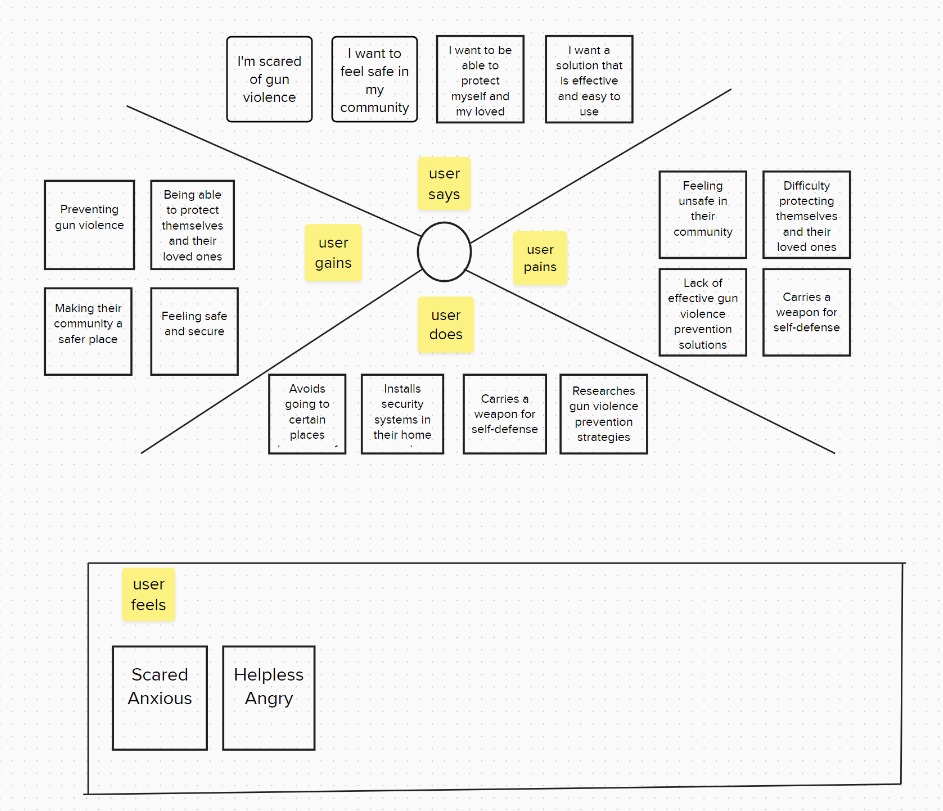 I'm scared
of gun
violence
I want to
feel safe in
my
community
I want to be
able to
protect
myself and
my loved
I want a
solution that
is effective
and easy to
use
user
says
Preventing
gun violence
Being able
to protect
themselves
and their
loved ones
Making their
community a
safer place
Feeling safe
and secure
user
gains
user
pains
Feeling
unsafe in
their
community
Difficulty
protecting
themselves
and their
loved ones
Lack of
effective gun
violence
prevention
solutions
Carries a
weapon for
self-defense
user
does
Avoids
going to
certain
places
Installs
security
systems in
their home
Carries a
weapon for
self-defense
Researches
gun violence
prevention
strategies
user
feels
Scared
Anxious
Helpless
Angry